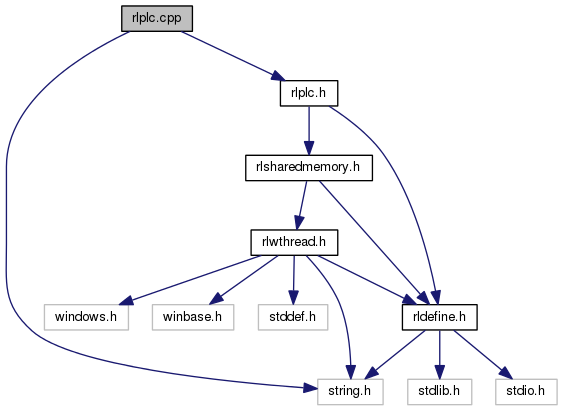 rlplc.cpp
rlplc.h
rlsharedmemory.h
rlwthread.h
windows.h
winbase.h
stddef.h
rldefine.h
string.h
stdlib.h
stdio.h